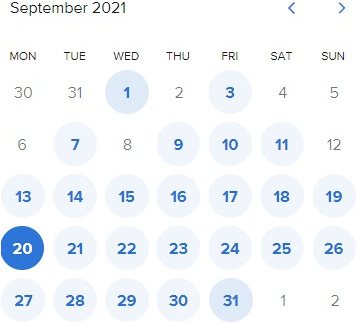 September 2021
MON TUE WED THU FRI SAT SUN
30 31 1 2 3 4 5
6 7 8 9 10 11 12
13 14 15 16 17 18 19
20 21 22 23 24 25 26
27 28 29 30 31 1 2